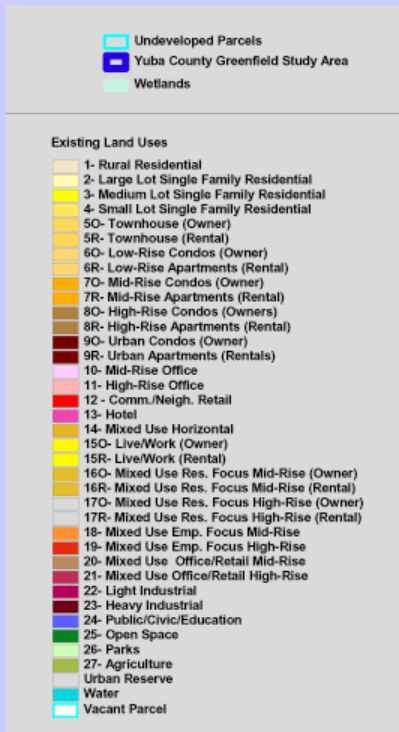 Undeveloped Parcels
Yuba County Greenfield Study Area
Wetlands
Existing Land Uses
1- Rural Residential
2- Large Lot Single Family Residential
3- Medium Lot Single Family Residential
4- Small Lot Single Family Residential
5O- Townhouse (Owner)
5R- Townhouse (Rental)
6O- Low-Rise Condos (Owner)
6R- Low-Rise Apartments (Rental)
7O- Mid-Rise Condos (Owner)
7R- Mid-Rise Apartments (Rental)
8O- High-Rise Condos (Owners)
8R- High-Rise Apartments (Rental)
9O- Urban Condos (Owner)
9R- Urban Apartments (Rentals)
10- Mid-Rise Office
11- High-Rise Office
12 - Comm./Neigh. Retail
13- Hotel
14- Mixed Use Horizontal
15O- Live/Work (Owner)
15R- Live/Work (Rental)
16O- Mixed Use Res. Focus Mid-Rise (Owner)
16R- Mixed Use Res. Focus Mid-Rise (Rental)
17O- Mixed Use Res. Focus High-Rise (Owner)
17R- Mixed Use Res. Focus High-Rise (Rental)
18- Mixed Use Emp. Focus Mid-Rise
19- Mixed Use Emp. Focus High-Rise
20- Mixed Use Office/Retail Mid-Rise
21- Mixed Use Office/Retail High-Rise
22- Light Industrial
23- Heavy Industrial
24- Public/Civic/Education
25- Open Space
26- Parks
27- Agriculture
Urban Reserve
Water
Vacant Parcel